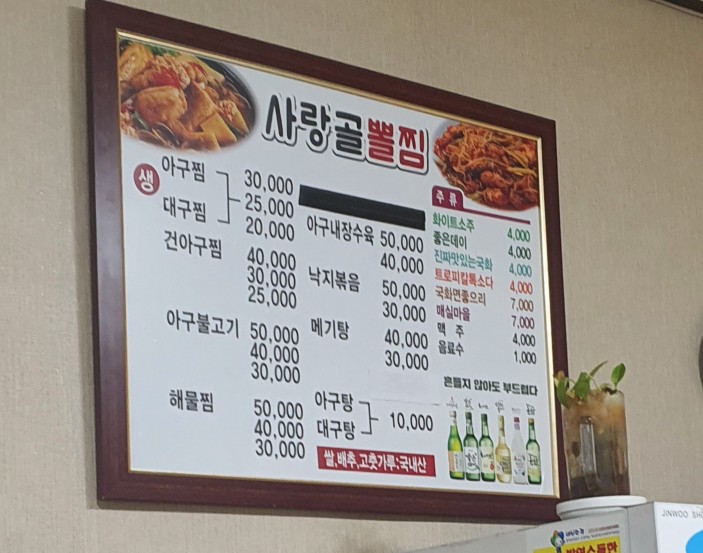 사랑골뽈찜
생 아구찜 대구찜 30,000
25,000
20,000
건아구찜 40,000
30,000
25,000
아구불고기 50,000
40,000
30,000
해물찜 50,000
40,000
30,000
아구내장수육 50,000
40,000
낙지볶음 50,000
30,000
메기탕 40,000
30,000
아구탕 대구탕 10,000
쌀,배추,고춧가루:국내산
주류
화이트소주 4,000
좋은데이 4,000
진짜맛있는국화 4,000
트로피칼톡소다 4,000
국화면좋으리 7,000
매실마을 7,000
맥 주 4,000
음료수 1,000
흔들지 않아도 부드럽다
JINWOO